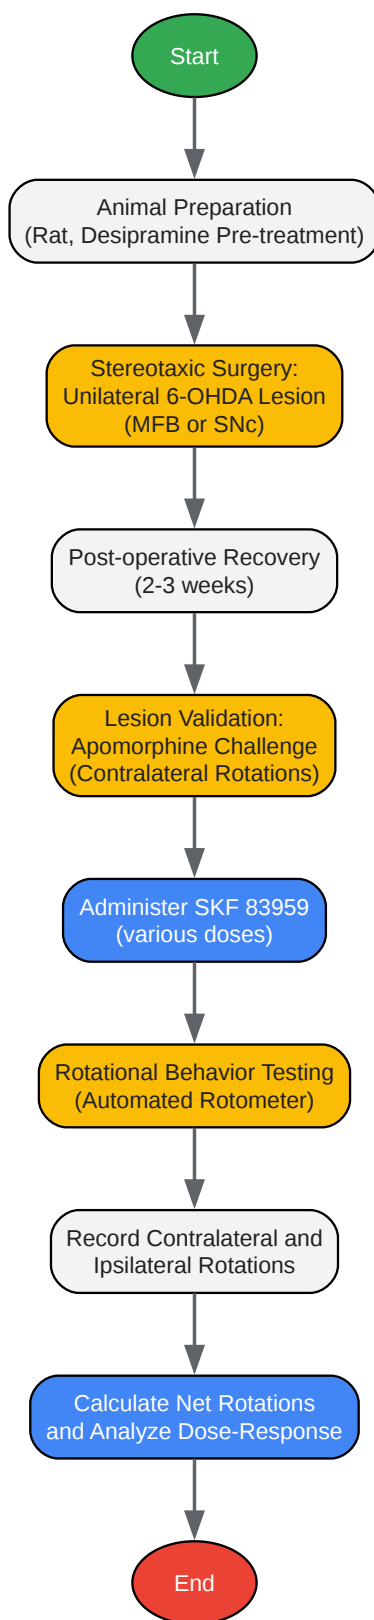 Start
Animal Preparation
(Rat, Desipramine Pre-treatment)
Stereotaxic Surgery:
Unilateral 6-OHDA Lesion
(MFB or SNc)
Post-operative Recovery
(2-3 weeks)
Lesion Validation:
Apomorphine Challenge
(Contralateral Rotations)
Administer SKF 83959
(various doses)
Rotational Behavior Testing
(Automated Rotometer)
Record Contralateral and
Ipsilateral Rotations
Calculate Net Rotations
and Analyze Dose-Response
End